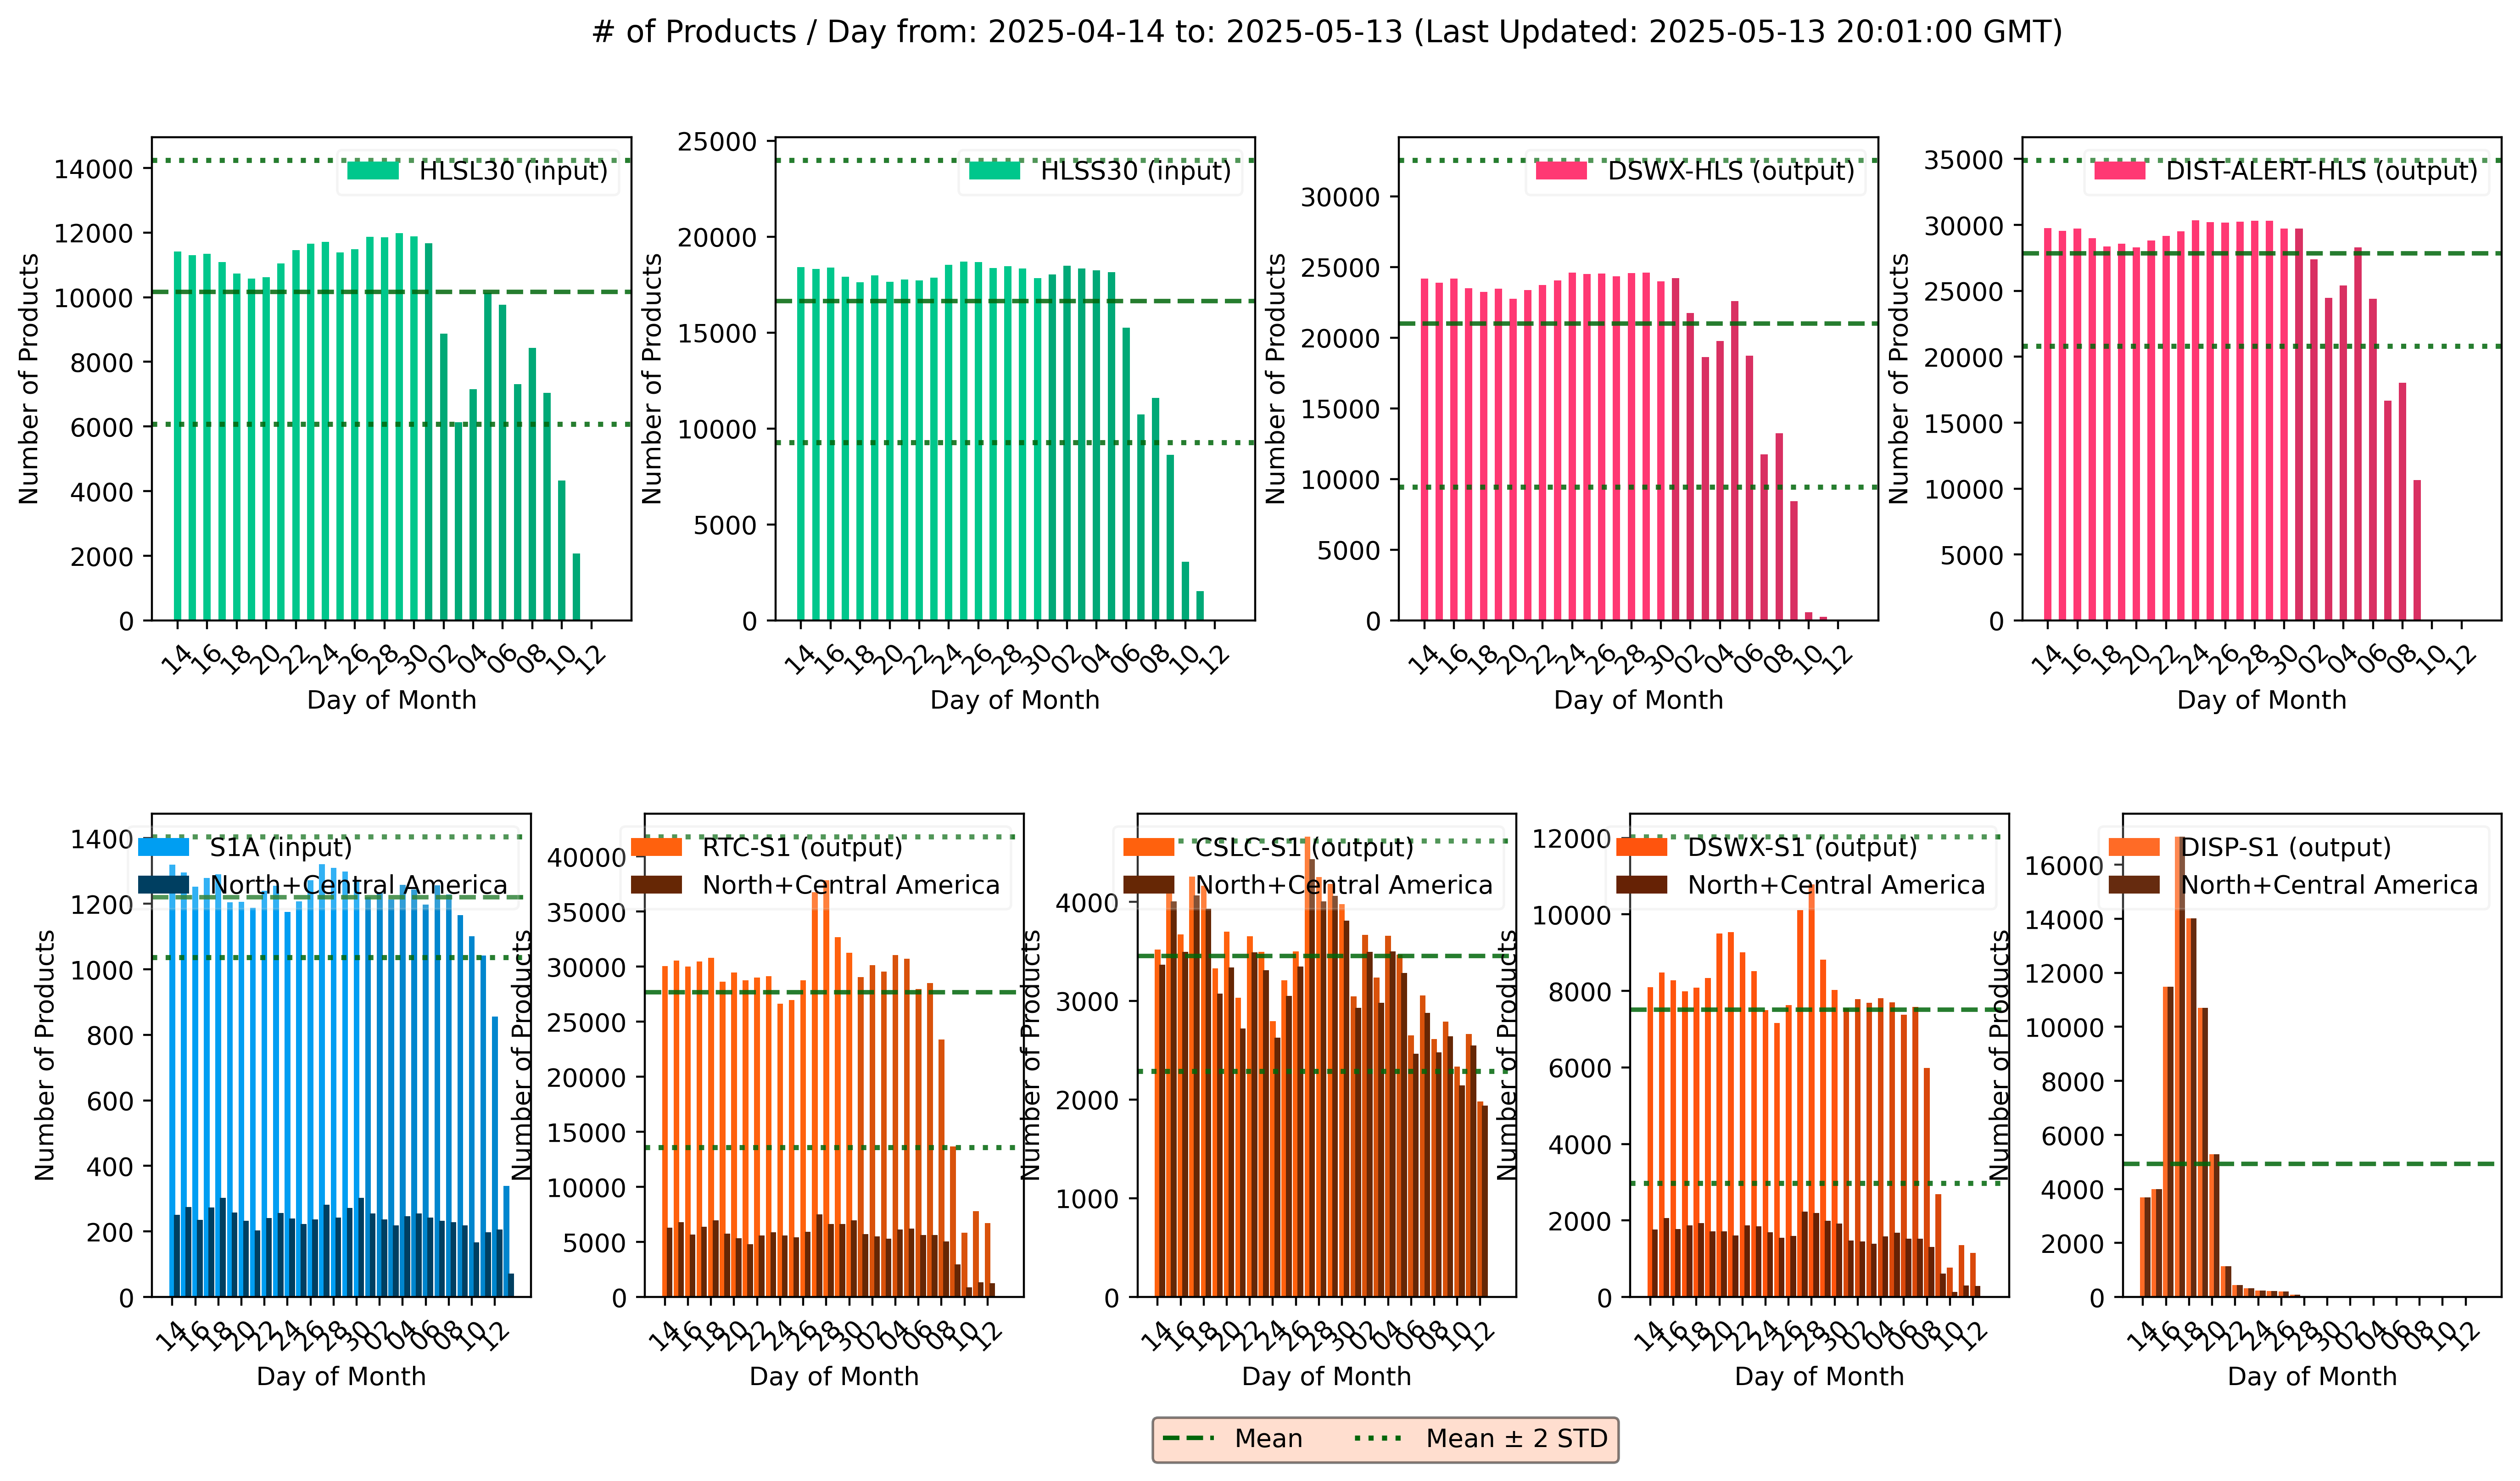 # of Products / Day from: 2025-04-14 to: 2025-05-13 (Last Updated: 2025-05-13 20:01:00 GMT)
HLSL30 (input)
Number of Products
14000
12000
10000
8000
6000
4000
2000
0
14 16 18 20 22 24 26 28 30 02 04 06 08 10 12
Day of Month
HLSS30 (input)
Number of Products
25000
20000
15000
10000
5000
0
14 16 18 20 22 24 26 28 30 02 04 06 08 10 12
Day of Month
DSWX-HLS (output)
Number of Products
30000
25000
20000
15000
10000
5000
0
14 16 18 20 22 24 26 28 30 02 04 06 08 10 12
Day of Month
DIST-ALERT-HLS (output)
Number of Products
35000
30000
25000
20000
15000
10000
5000
0
14 16 18 20 22 24 26 28 30 02 04 06 08 10 12
Day of Month
S1A (input)
North+Central America
Number of Products
1400
1200
1000
800
600
400
200
0
14 16 18 20 22 24 26 28 30 02 04 06 08 10 12
Day of Month
RTC-S1 (output)
North+Central America
Number of Products
40000
35000
30000
25000
20000
15000
10000
5000
0
14 16 18 20 22 24 26 28 30 02 04 06 08 10 12
Day of Month
CSLC-S1 (output)
North+Central America
Number of Products
4000
3000
2000
1000
0
14 16 18 20 22 24 26 28 30 02 04 06 08 10 12
Day of Month
DSWX-S1 (output)
North+Central America
Number of Products
12000
10000
8000
6000
4000
2000
0
14 16 18 20 22 24 26 28 30 02 04 06 08 10 12
Day of Month
DISP-S1 (output)
North+Central America
Number of Products
16000
14000
12000
10000
8000
6000
4000
2000
0
14 16 18 20 22 24 26 28 30 02 04 06 08 10 12
Day of Month
Mean
Mean ± 2 STD